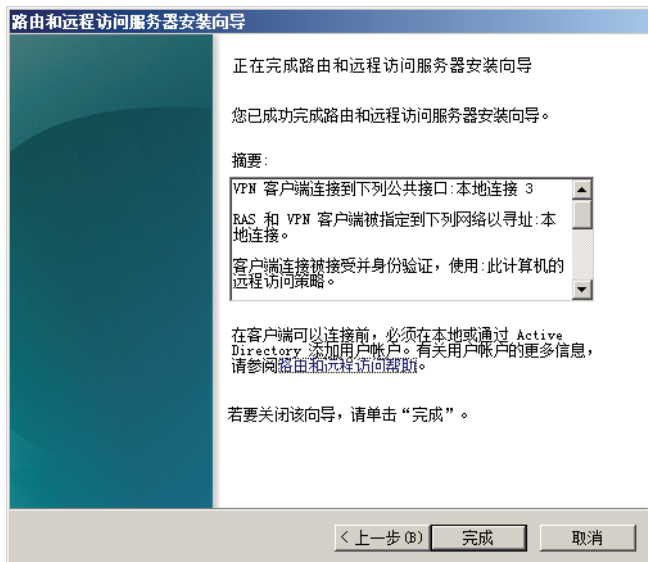 路由和远程访问服务器安装向导
正在完成路由和远程访问服务器安装向导
您已成功完成路由和远程访问服务器安装向导。
摘要:
VPN 客户端连接到下列公共接口:本地连接 3
RAS 和 VPN 客户端被指定到下列网络以寻址:本
地连接。
客户端连接被接受并身份验证，使用:此计算机的
远程访问策略。
在客户端可以连接前，必须在本地或通过 Active
Directory 添加用户帐户。有关用户帐户的更多信息，
请参阅路由和远程访问帮助。
若要关闭该向导，请单击“完成”。
< 上一步(B)
完成
取消